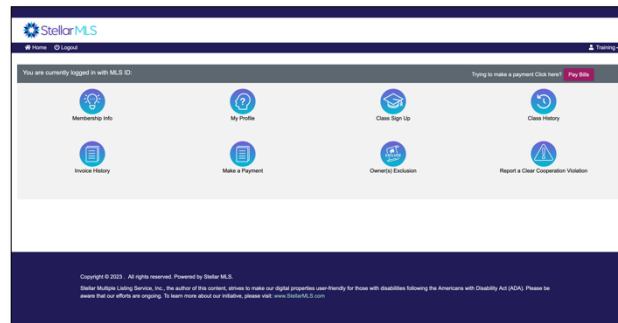 Stellar MLS
Home Logout Training
You are currently logged in with MLS ID: Trying to make a payment Click here? Pay Bills
Membership Info My Profile Class Sign Up Class History
Invoice History Make a Payment Owner(s) Exclusion Report a Clear Cooperation Violation
Copyright © 2023 . All rights reserved. Powered by Stellar MLS.
Stellar Multiple Listing Service, Inc., the author of this content, strives to make our digital properties user-friendly for those with disabilities following the Americans with Disability Act (ADA). Please be
aware that our efforts are ongoing. To learn more about our initiative, please visit: www.StellarMLS.com